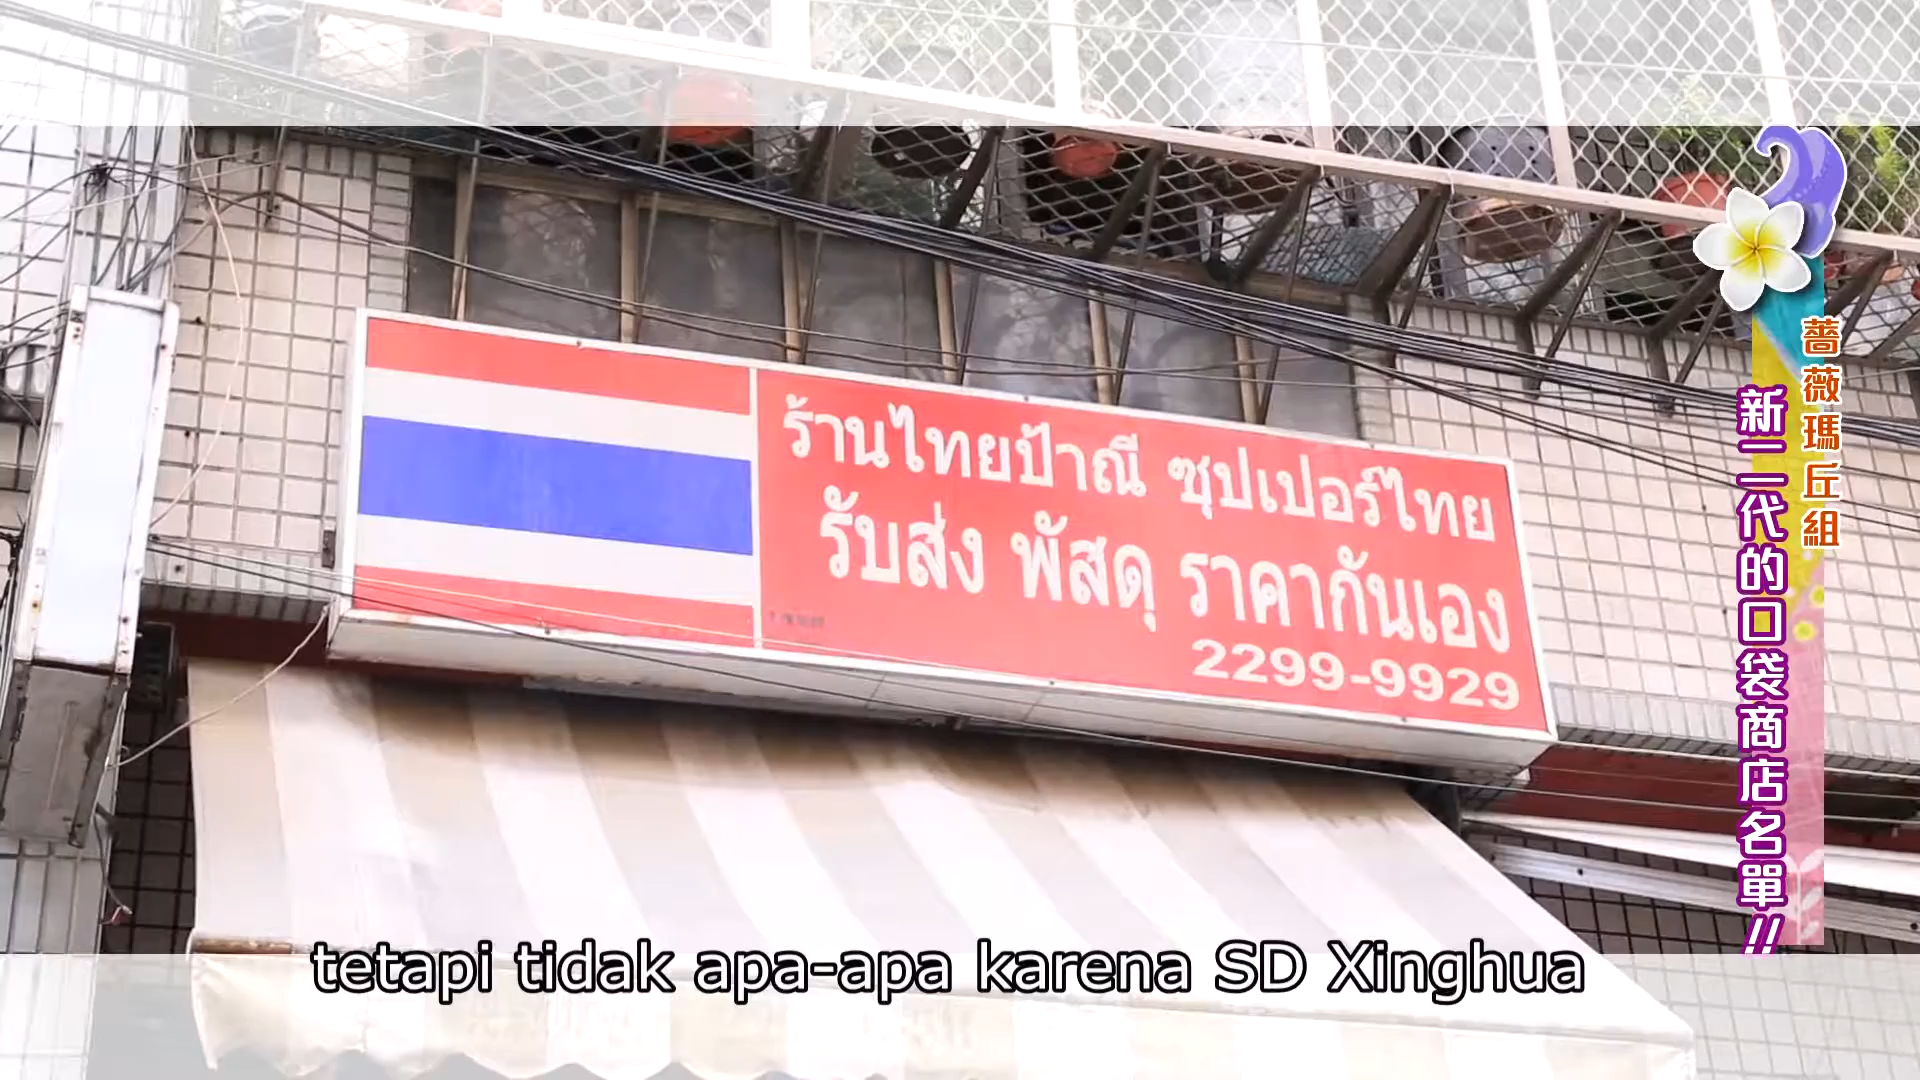 ร้านไทยป้าณี ซุปเปอร์ไทย
รับส่ง พัสดุ ราคากันเอง
2299-9929
薔薇瑪丘組
新二代的口袋商店名單!!
tetapi tidak apa-apa karena SD Xinghua